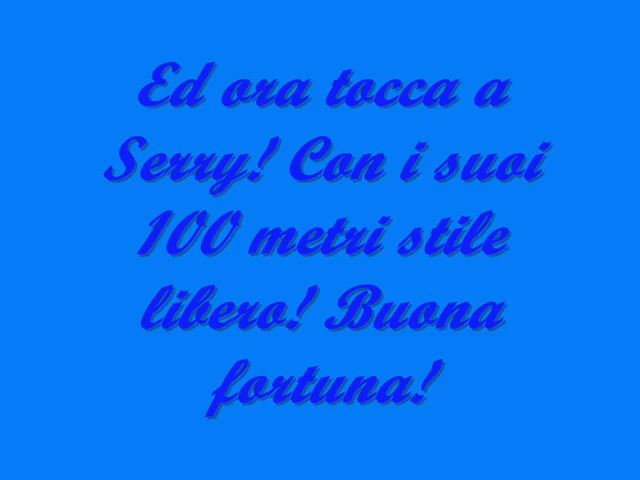 Ed ora tocca a
Serry! Con i suoi
100 metri stile
libero! Buona
fortuna!